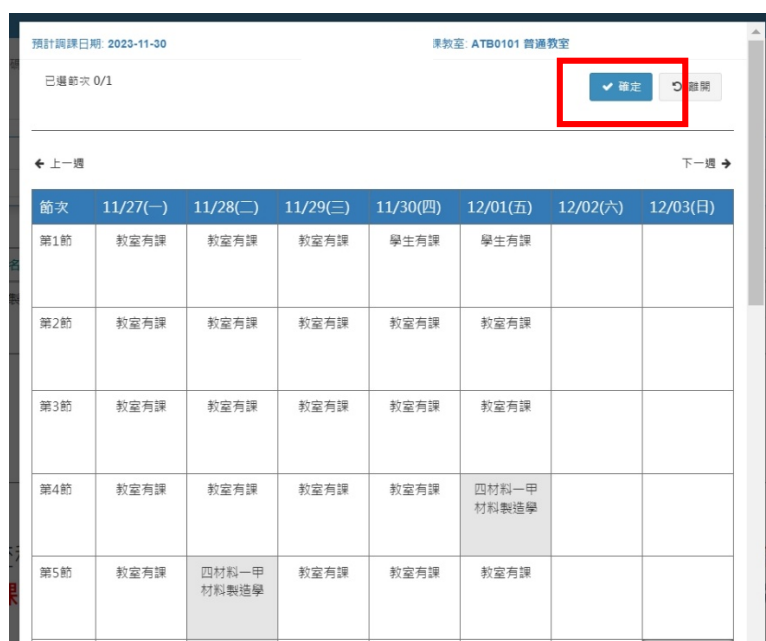 預計調課日期: 2023-11-30 課教室: ATB0101 普通教室
已選節次 0/1
確定 離開
上一週 下一週
節次 11/27(一) 11/28(二) 11/29(三) 11/30(四) 12/01(五) 12/02(六) 12/03(日)
第1節 教室有課 教室有課 教室有課 學生有課 學生有課
第2節 教室有課 教室有課 教室有課 教室有課 教室有課
第3節 教室有課 教室有課 教室有課 教室有課 教室有課
第4節 教室有課 教室有課 教室有課 教室有課 四材料一甲
材料製造學
第5節 教室有課 四材料一甲 教室有課 教室有課 教室有課
材料製造學